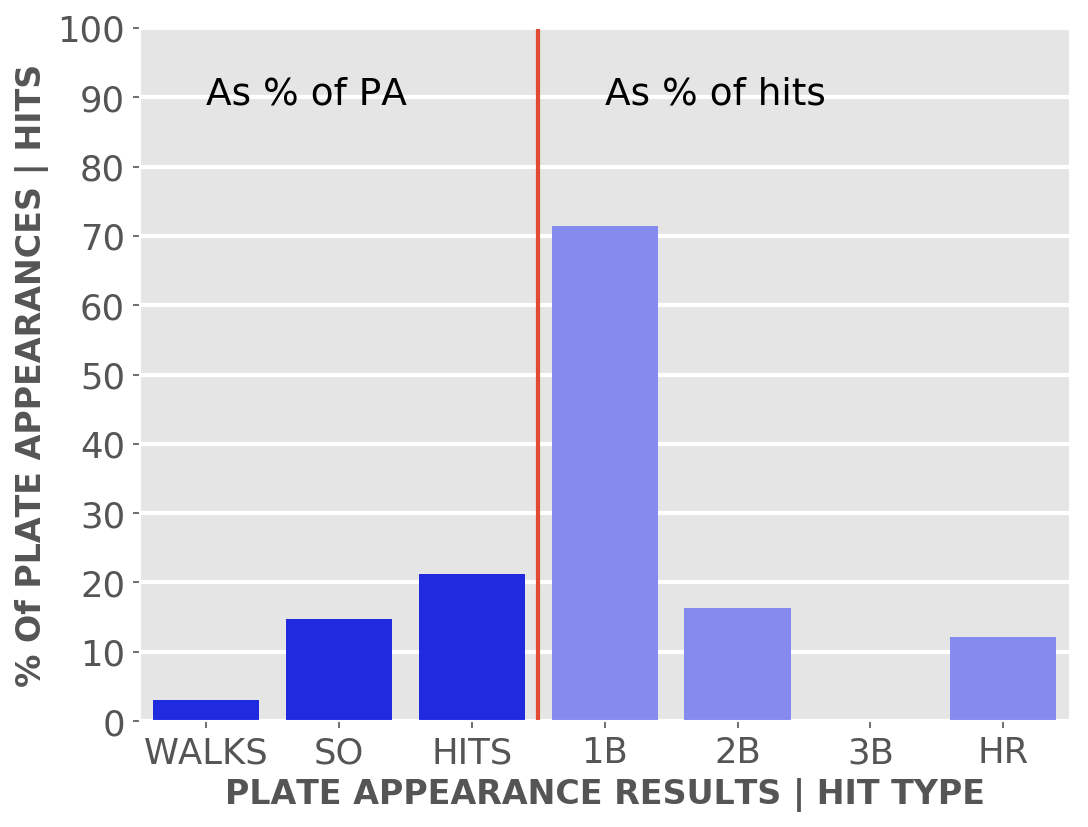 % Of PLATE APPEARANCES | HITS
100
90
80
70
60
50
40
30
20
10
0
As % of PA
As % of hits
WALKS SO HITS 1B 2B 3B HR
PLATE APPEARANCE RESULTS | HIT TYPE